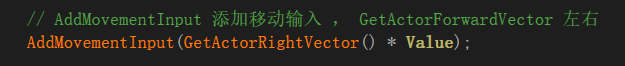 // AddMovementInput 添加移动输入 ， GetActorForwardVector 左右
AddMovementInput(GetActorRightVector() * Value);